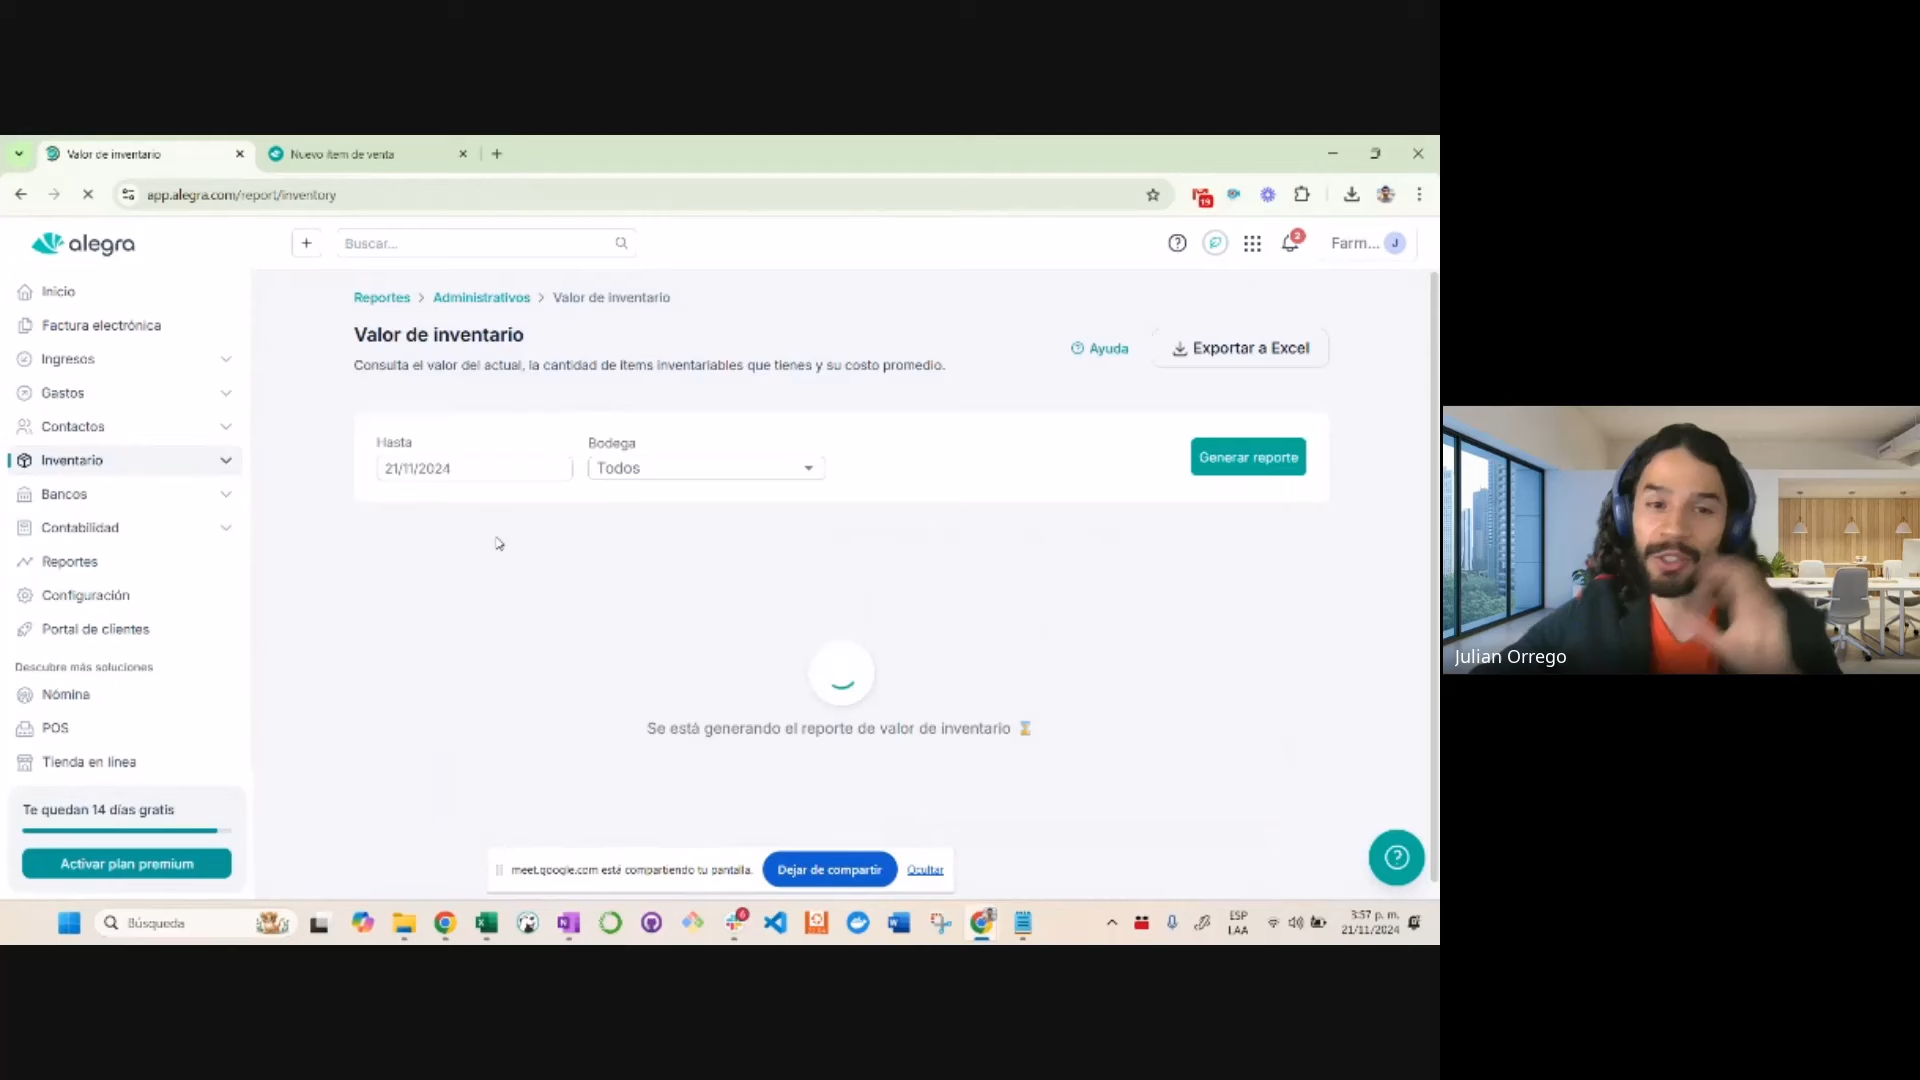 Valor de inventario
Nuevo ítem de venta
app.alegra.com/report/inventory
19
alegra
Buscar...
2
Farm...
J
Inicio
Factura electrónica
Ingresos
Gastos
Contactos
Inventario
Bancos
Contabilidad
Reportes
Configuración
Portal de clientes
Descubre más soluciones
Nómina
POS
Tienda en línea
Te quedan 14 días gratis
Activar plan premium
Reportes > Administrativos > Valor de inventario
Valor de inventario
Consulta el valor del actual, la cantidad de ítems inventariables que tienes y su costo promedio.
Ayuda
Exportar a Excel
Hasta
21/11/2024
Bodega
Todos
Generar reporte
Se está generando el reporte de valor de inventario
meet.google.com está compartiendo tu pantalla.
Dejar de compartir
Ocultar
Búsqueda
ESP
LAA
3:57 p. m.
21/11/2024
Julian Orrego